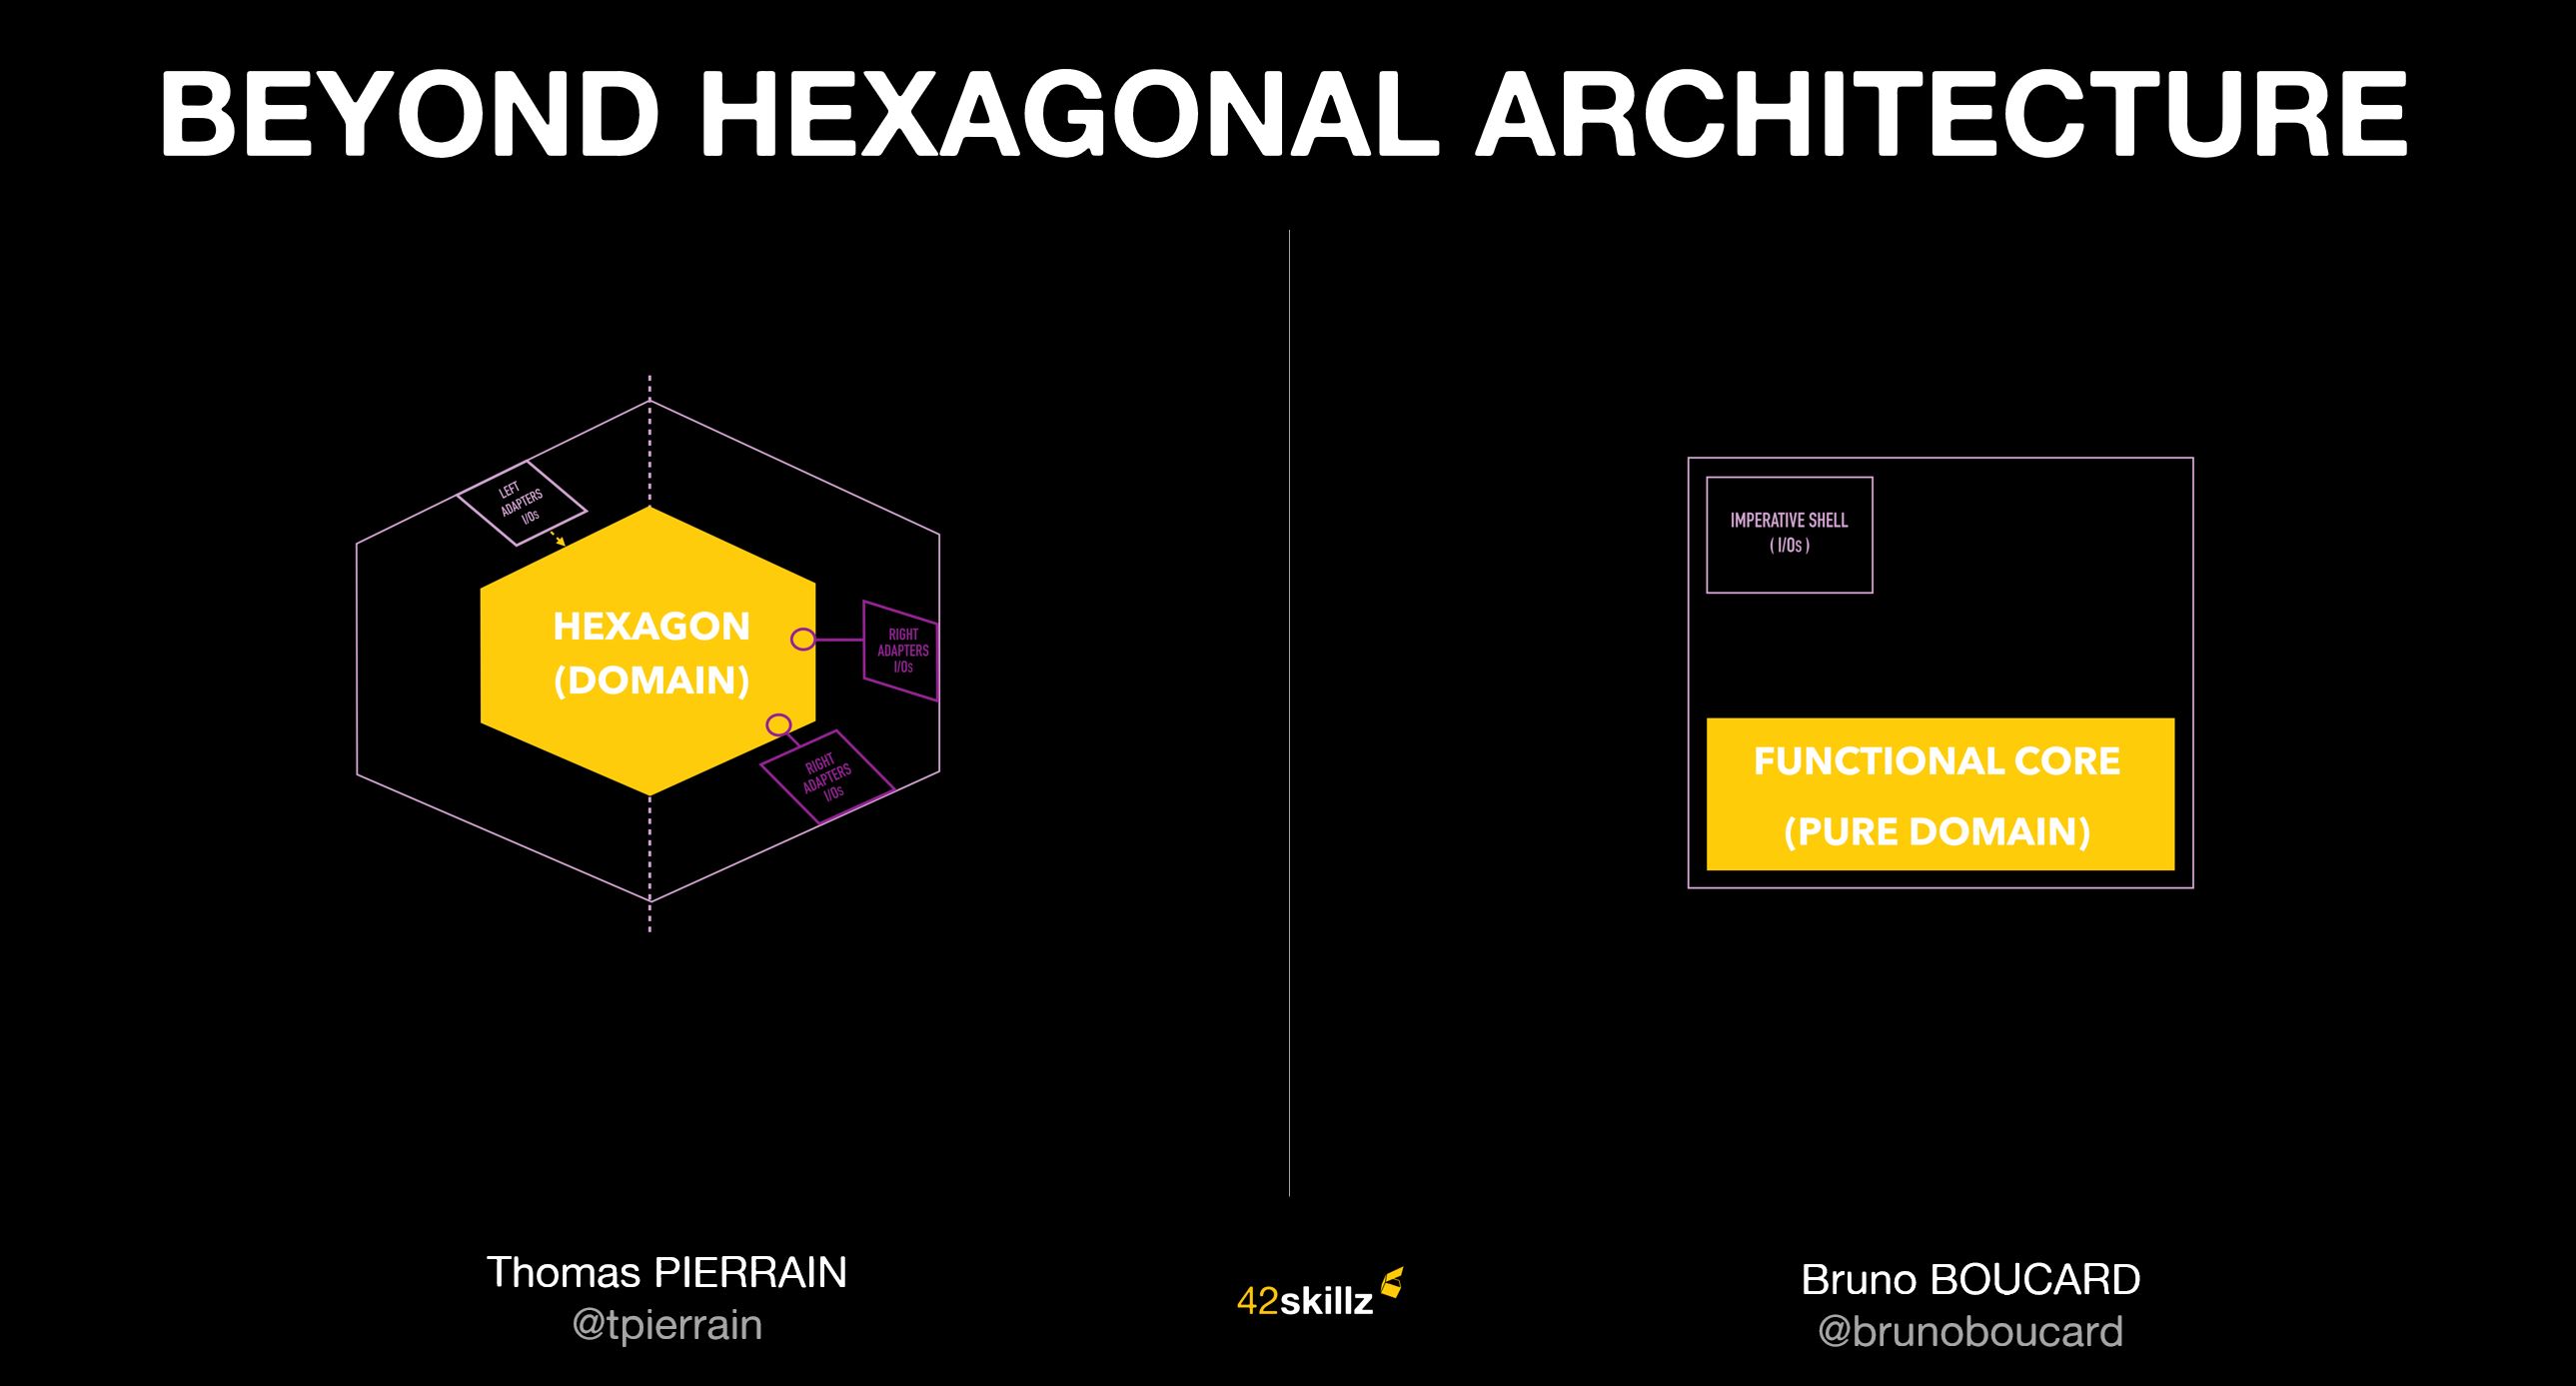 BEYOND HEXAGONAL ARCHITECTURE
LEFT
ADAPTERS
I/Os
HEXAGON
(DOMAIN)
RIGHT
ADAPTERS
I/Os
RIGHT
ADAPTERS
I/Os
IMPERATIVE SHELL
( I/Os )
FUNCTIONAL CORE
(PURE DOMAIN)
Thomas PIERRAIN
@tpierrain
42skillz
Bruno BOUCARD
@brunoboucard